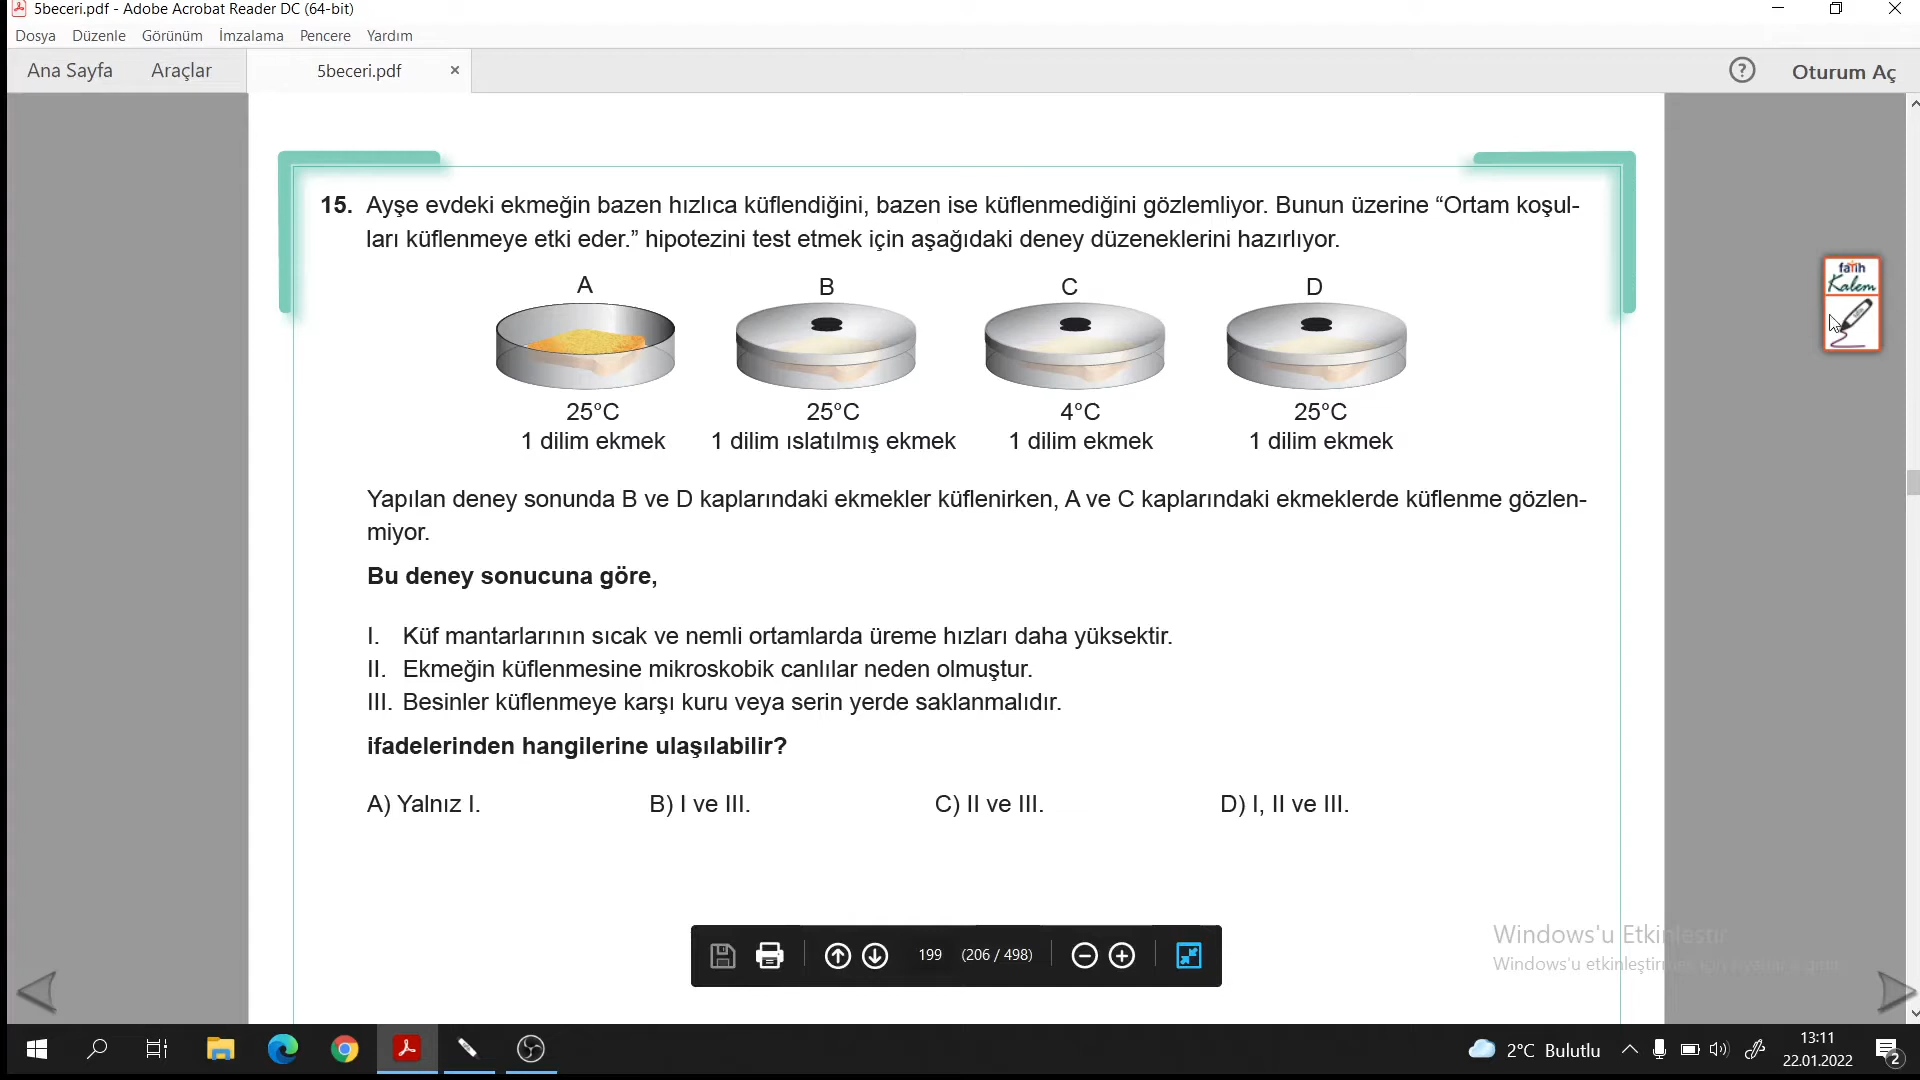 5beceri.pdf - Adobe Acrobat Reader DC (64-bit)
Dosya Düzenle Görünüm İmzalama Pencere Yardım
Ana Sayfa Araçlar 5beceri.pdf × ? Oturum Aç
15. Ayşe evdeki ekmeğin bazen hızlıca küflendiğini, bazen ise küflenmediğini gözlemliyor. Bunun üzerine “Ortam koşul-
ları küflenmeye etki eder.” hipotezini test etmek için aşağıdaki deney düzeneklerini hazırlıyor.
fatih
Kalem
A B C D
25°C 25°C 4°C 25°C
1 dilim ekmek 1 dilim ıslatılmış ekmek 1 dilim ekmek 1 dilim ekmek
Yapılan deney sonunda B ve D kaplarındaki ekmekler küflenirken, A ve C kaplarındaki ekmeklerde küflenme gözlen-
miyor.
Bu deney sonucuna göre,
I. Küf mantarlarının sıcak ve nemli ortamlarda üreme hızları daha yüksektir.
II. Ekmeğin küflenmesine mikroskobik canlılar neden olmuştur.
III. Besinler küflenmeye karşı kuru veya serin yerde saklanmalıdır.
ifadelerinden hangilerine ulaşılabilir?
A) Yalnız I. B) I ve III. C) II ve III. D) I, II ve III.
199 (206 / 498)
Windows'u Etkinleştir
Windows'u etkinleştirmek için
2°C Bulutlu
13:11
22.01.2022
2